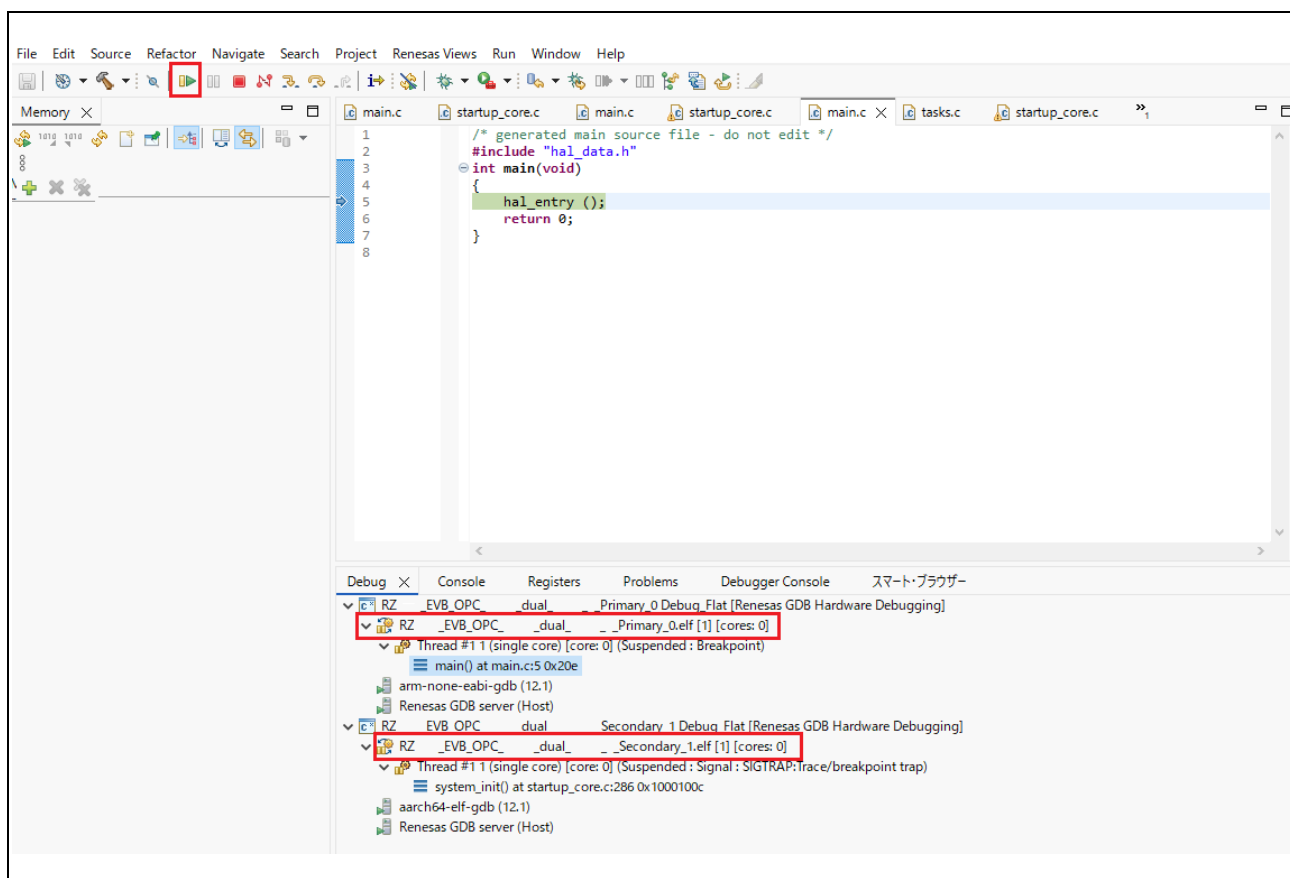 File Edit Source Refactor Navigate Search Project Renesas Views Run Window Help
Memory
main.c startup_core.c main.c startup_core.c main.c tasks.c startup_core.c »1
1 /* generated main source file - do not edit */
2 #include "hal_data.h"
3 int main(void)
4 {
5 hal_entry ();
6 return 0;
7 }
8
Debug Console Registers Problems Debugger Console スマート・ブラウザー
RZ _EVB_OPC_ _dual_ _ _Primary_0 Debug_Flat [Renesas GDB Hardware Debugging]
RZ _EVB_OPC_ _dual_ _ _Primary_0.elf [1] [cores: 0]
Thread #1 1 (single core) [core: 0] (Suspended : Breakpoint)
main() at main.c:5 0x20e
arm-none-eabi-gdb (12.1)
Renesas GDB server (Host)
RZ EVB OPC dual Secondary 1 Debug Flat [Renesas GDB Hardware Debugging]
RZ _EVB_OPC_ _dual_ _ _Secondary_1.elf [1] [cores: 0]
Thread #1 1 (single core) [core: 0] (Suspended : Signal : SIGTRAP:Trace/breakpoint trap)
system_init() at startup_core.c:286 0x1000100c
aarch64-elf-gdb (12.1)
Renesas GDB server (Host)